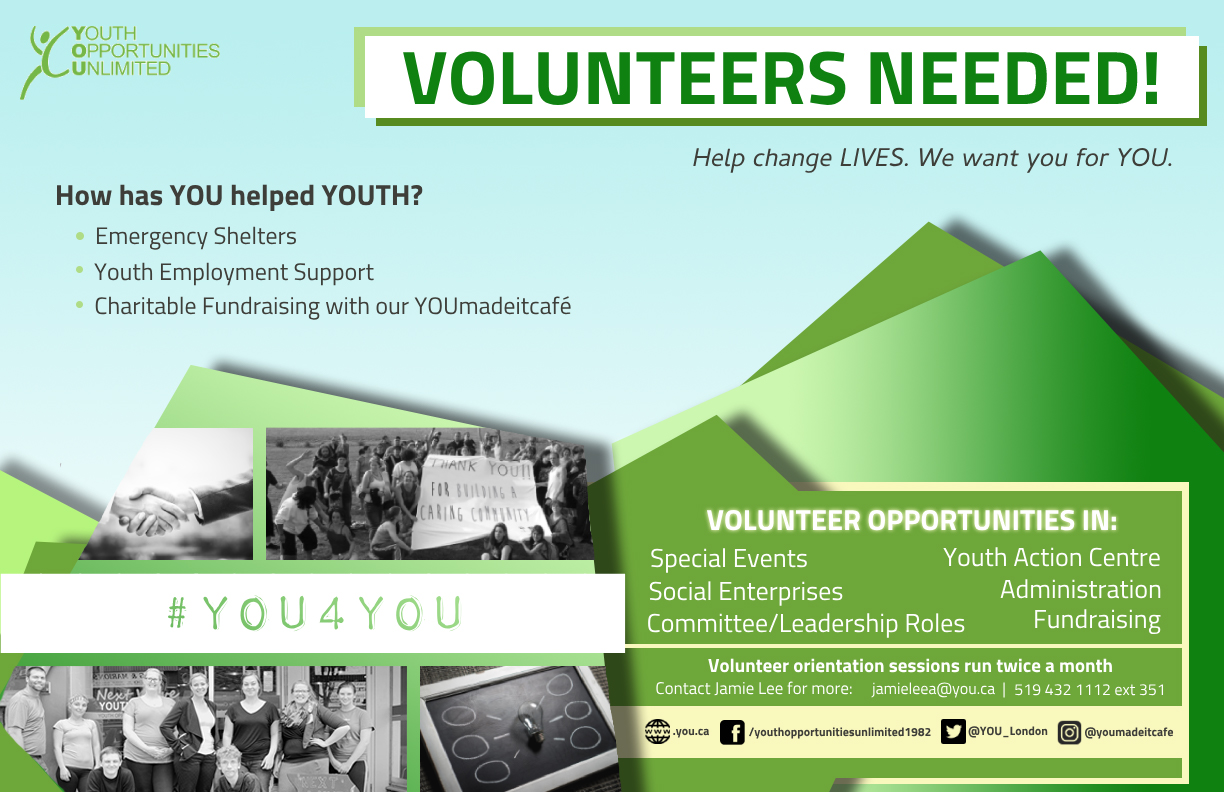 YOUTH
OPPORTUNITIES
UNLIMITED
VOLUNTEERS NEEDED!
Help change LIVES. We want you for YOU.
How has YOU helped YOUTH?
Emergency Shelters
Youth Employment Support
Charitable Fundraising with our YOUmadeitcafé
THANK YOU!!
FOR BUILDING A
CARING COMMUNITY
#YOU4YOU
Next
YOUT
VOLUNTEER OPPORTUNITIES IN:
Special Events
Social Enterprises
Committee/Leadership Roles
Youth Action Centre
Administration
Fundraising
Volunteer orientation sessions run twice a month
Contact Jamie Lee for more: jamieleea@you.ca | 519 432 1112 ext 351
www.you.ca /youthopportunitiesunlimited1982 @YOU_London @youmadeitcafe